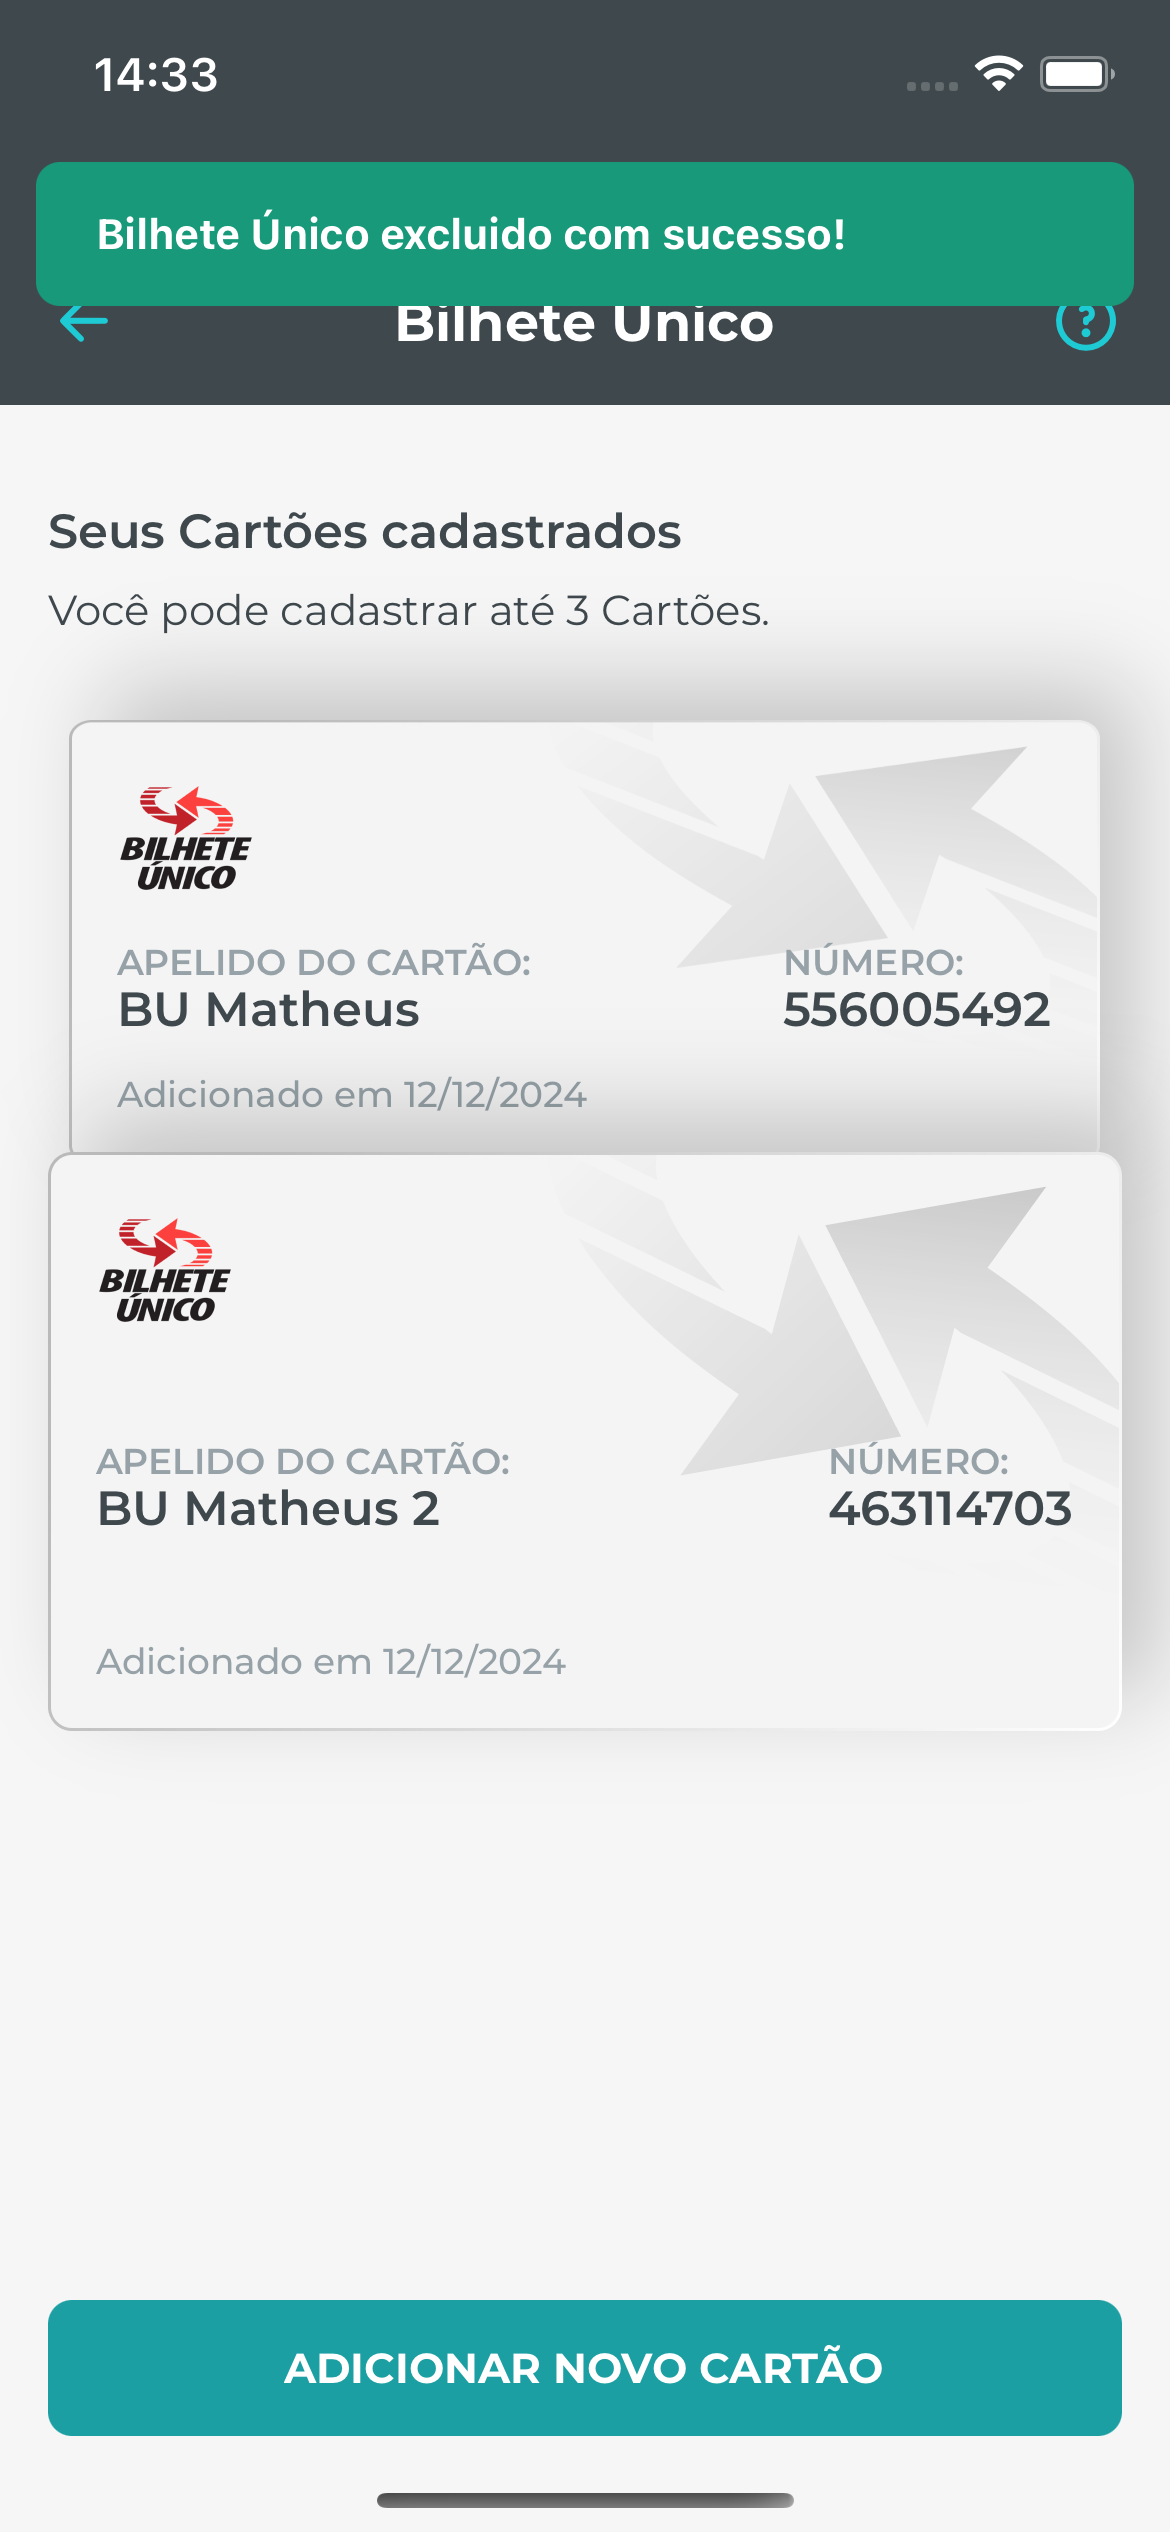 14:33
Bilhete Único excluido com sucesso!
Bilhete Único
?
Seus Cartões cadastrados
Você pode cadastrar até 3 Cartões.
BILHETE
ÚNICO
APELIDO DO CARTÃO: NÚMERO:
BU Matheus 556005492
Adicionado em 12/12/2024
BILHETE
ÚNICO
APELIDO DO CARTÃO: NÚMERO:
BU Matheus 2 463114703
Adicionado em 12/12/2024
ADICIONAR NOVO CARTÃO